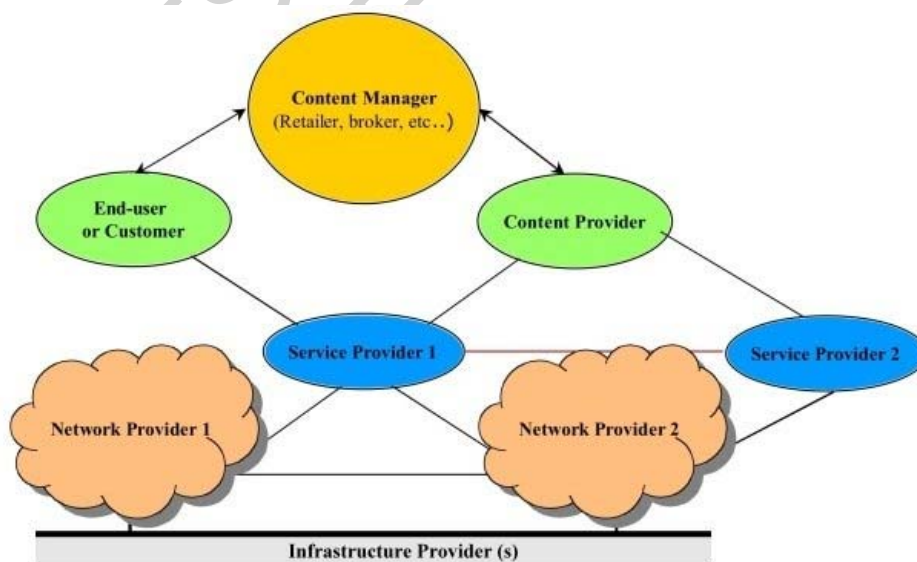 Content Manager
(Retailer, broker, etc..)
End-user
or Customer
Content Provider
Service Provider 1
Service Provider 2
Network Provider 1
Network Provider 2
Infrastructure Provider (s)